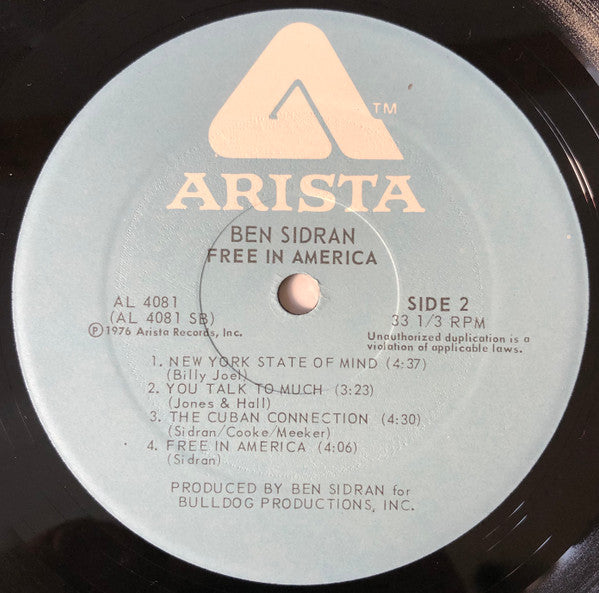 TM
ARISTA
BEN SIDRAN
FREE IN AMERICA
AL 4081
(AL 4081 SB)
Ⓟ1976 Arista Records, Inc.
SIDE 2
33 1/3 RPM
Unauthorized duplication is a
violation of applicable laws.
1. NEW YORK STATE OF MIND (4:37)
(Billy Joel)
2. YOU TALK TO MUCH (3:23)
(Jones & Hall)
3. THE CUBAN CONNECTION (4:30)
(Sidran/Cooke/Meeker)
4. FREE IN AMERICA (4:06)
(Sidran)
PRODUCED BY BEN SIDRAN for
BULLDOG PRODUCTIONS, INC.